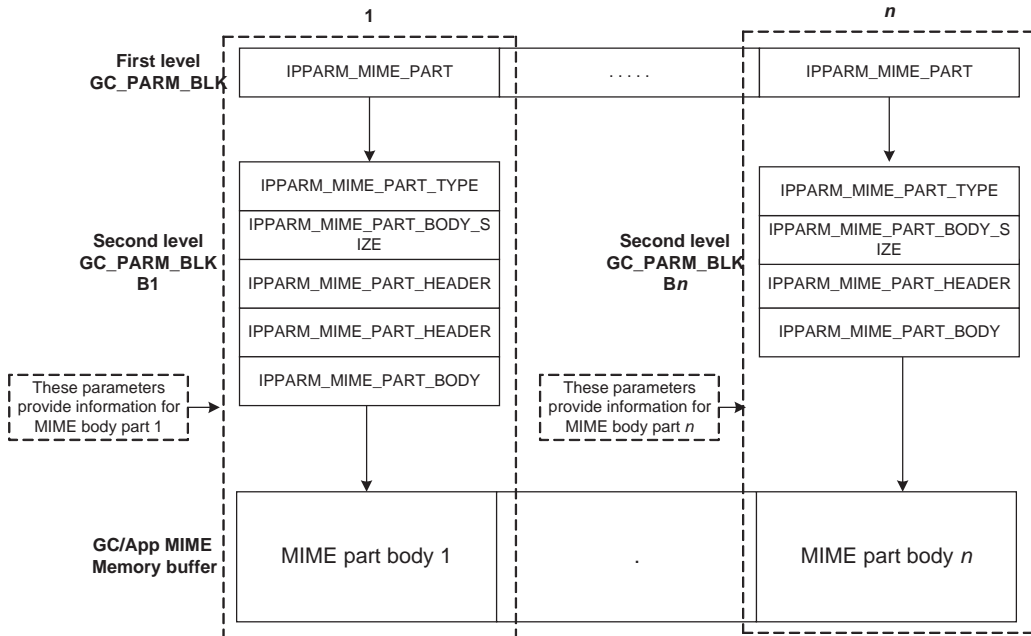 1
n
First level
GC_PARM_BLK
IPPARM_MIME_PART
. . . . .
IPPARM_MIME_PART
Second level
GC_PARM_BLK
B1
IPPARM_MIME_PART_TYPE
IPPARM_MIME_PART_BODY_S
IZE
IPPARM_MIME_PART_HEADER
IPPARM_MIME_PART_HEADER
IPPARM_MIME_PART_BODY
Second level
GC_PARM_BLK
Bn
IPPARM_MIME_PART_TYPE
IPPARM_MIME_PART_BODY_S
IZE
IPPARM_MIME_PART_HEADER
IPPARM_MIME_PART_BODY
These parameters
provide information for
MIME body part 1
These parameters
provide information for
MIME body part n
GC/App MIME
Memory buffer
MIME part body 1
.
MIME part body n